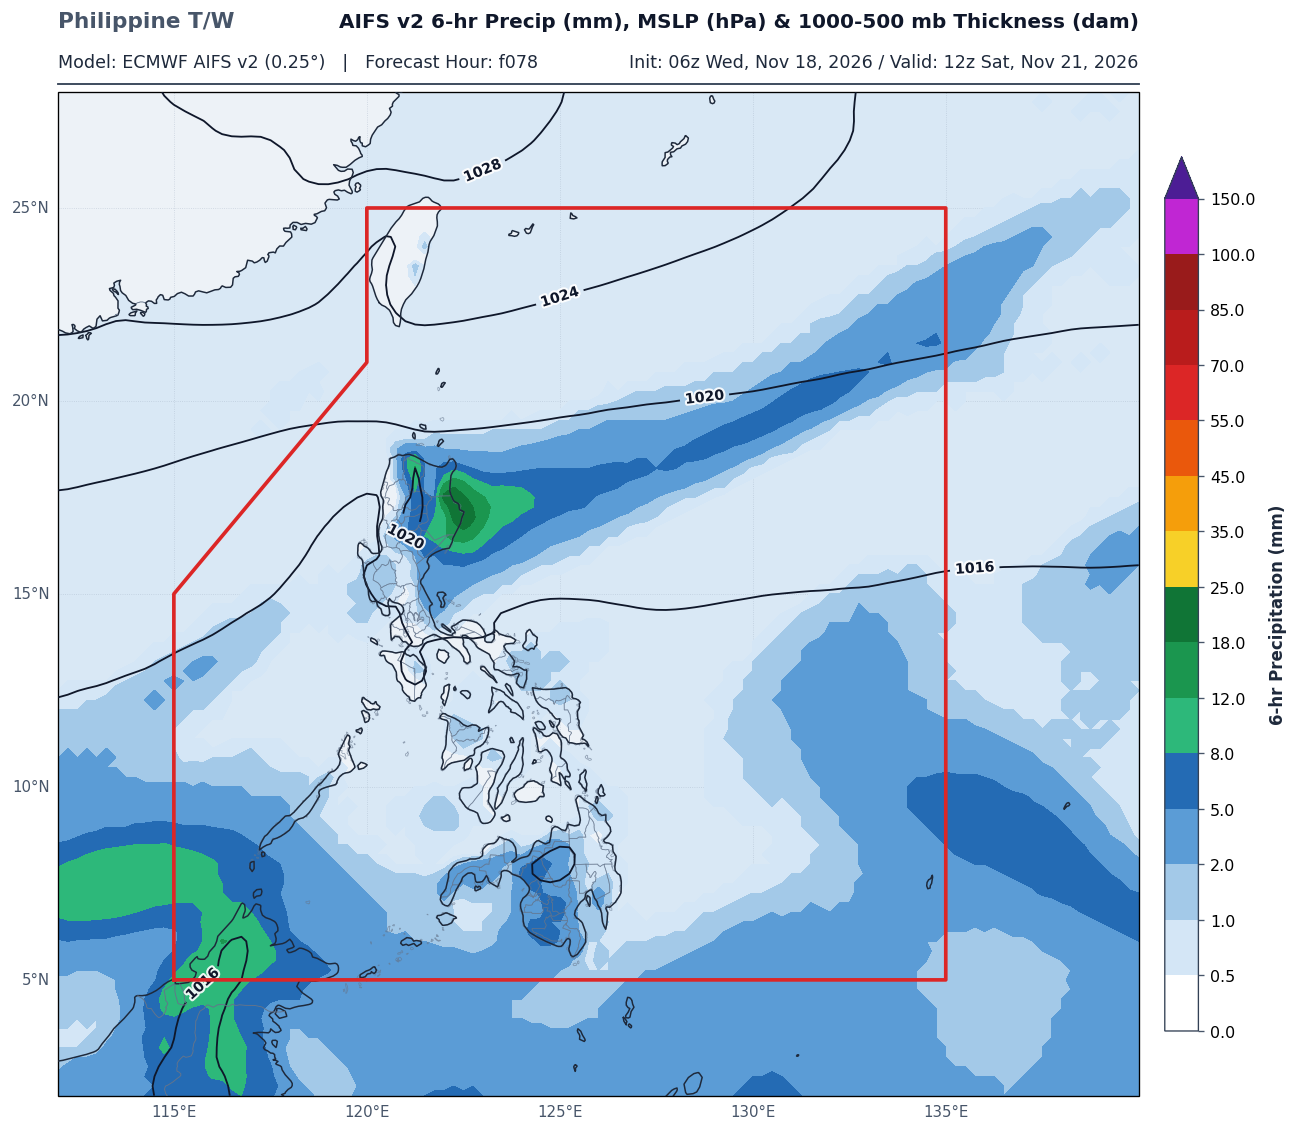 Philippine T/W
AIFS v2 6-hr Precip (mm), MSLP (hPa) & 1000-500 mb Thickness (dam)
Model: ECMWF AIFS v2 (0.25°) | Forecast Hour: f078
Init: 06z Wed, Nov 18, 2026 / Valid: 12z Sat, Nov 21, 2026
1028
1024
1020
1020
1016
1016
25°N
20°N
15°N
10°N
5°N
115°E
120°E
125°E
130°E
135°E
150.0
100.0
85.0
70.0
55.0
45.0
35.0
25.0
18.0
12.0
8.0
5.0
2.0
1.0
0.5
0.0
6-hr Precipitation (mm)